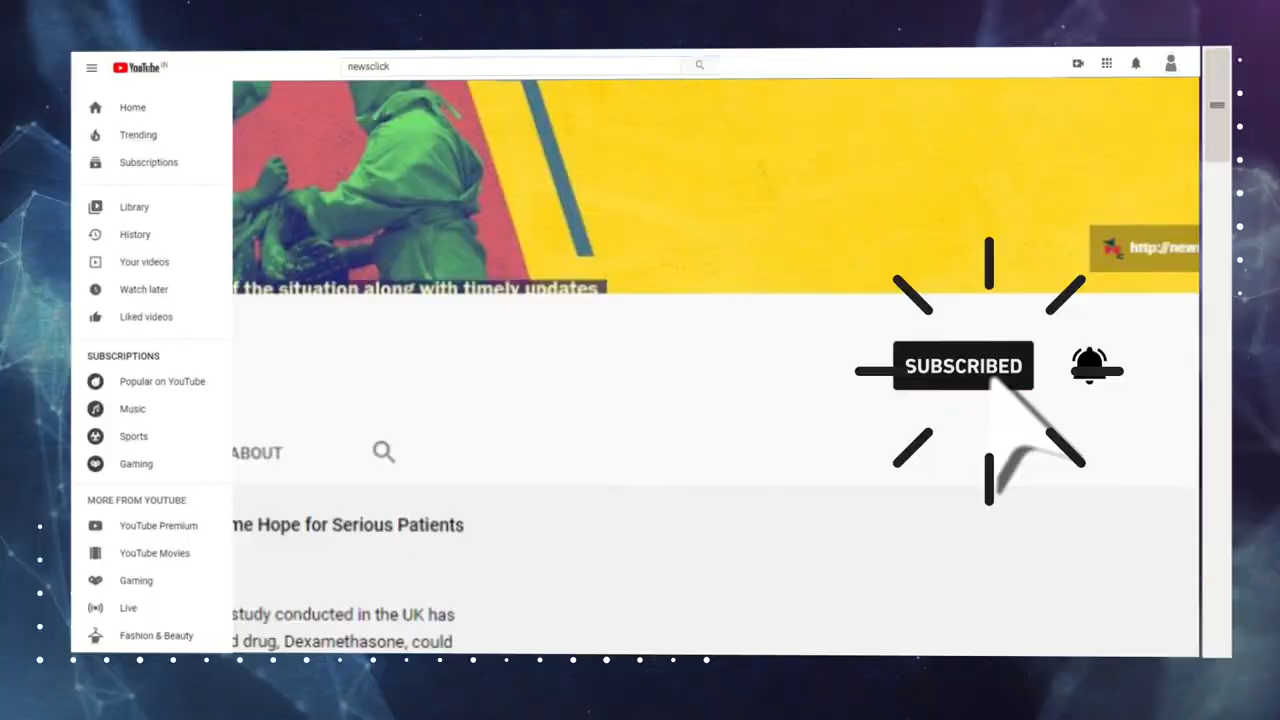 YouTube IN
newsclick
Home
Trending
Subscriptions
Library
History
Your videos
Watch later
Liked videos
SUBSCRIPTIONS
Popular on YouTube
Music
Sports
Gaming
MORE FROM YOUTUBE
YouTube Premium
YouTube Movies
Gaming
Live
Fashion & Beauty
f the situation along with timely updates
http://new
SUBSCRIBED
ABOUT
me Hope for Serious Patients
study conducted in the UK has
d drug, Dexamethasone, could